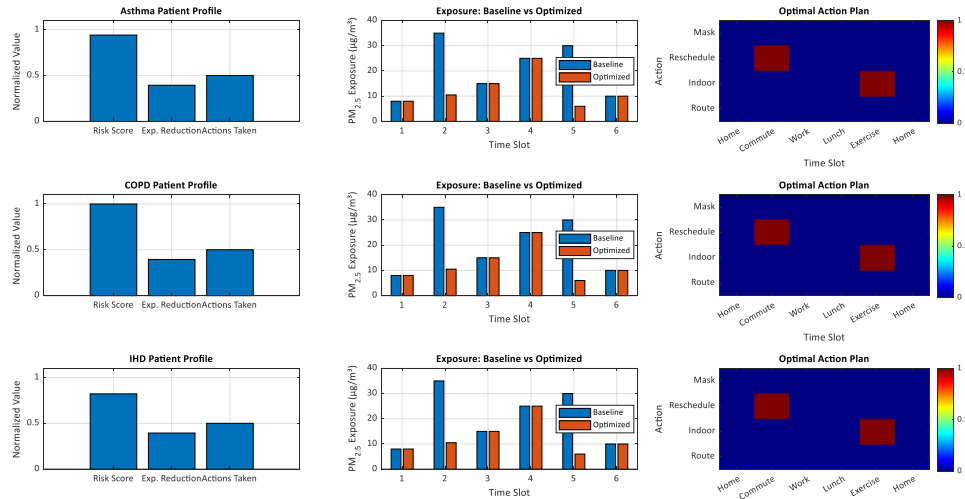 Asthma Patient Profile
1
0.5
0
Normalized Value
Risk Score
Exp. Reduction
Actions Taken
Exposure: Baseline vs Optimized
40
30
20
10
0
PM2.5 Exposure (µg/m³)
Baseline
Optimized
1 2 3 4 5 6
Time Slot
Optimal Action Plan
Action
Mask
Reschedule
Indoor
Route
Home
Commute
Work
Lunch
Exercise
Home
Time Slot
1
0.5
0
COPD Patient Profile
1
0.5
0
Normalized Value
Risk Score
Exp. Reduction
Actions Taken
Exposure: Baseline vs Optimized
40
30
20
10
0
PM2.5 Exposure (µg/m³)
Baseline
Optimized
1 2 3 4 5 6
Time Slot
Optimal Action Plan
Action
Mask
Reschedule
Indoor
Route
Home
Commute
Work
Lunch
Exercise
Home
Time Slot
1
0.5
0
IHD Patient Profile
1
0.5
0
Normalized Value
Risk Score
Exp. Reduction
Actions Taken
Exposure: Baseline vs Optimized
40
30
20
10
0
PM2.5 Exposure (µg/m³)
Baseline
Optimized
1 2 3 4 5 6
Time Slot
Optimal Action Plan
Action
Mask
Reschedule
Indoor
Route
Home
Commute
Work
Lunch
Exercise
Home
Time Slot
1
0.5
0